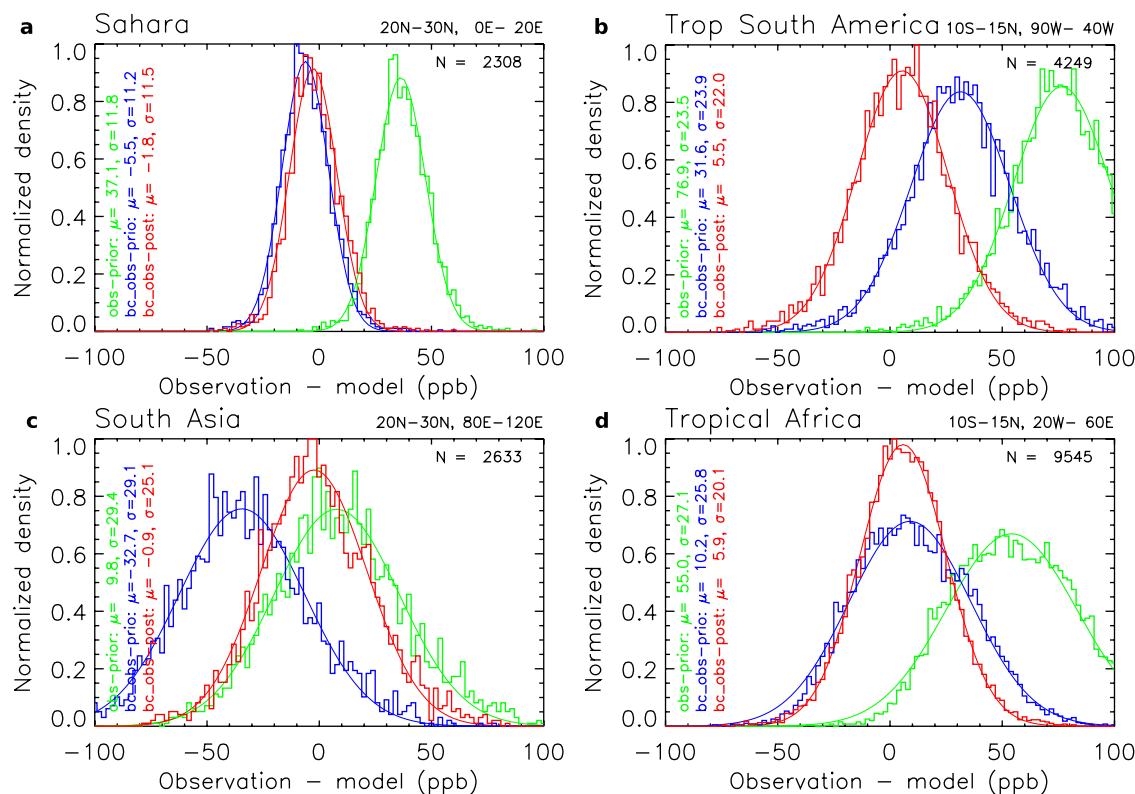 a Sahara 20N−30N, 0E− 20E
N = 2308
obs−prior: μ= 37.1, σ=11.8
bc_obs−prio: μ= −5.5, σ=11.2
bc_obs−post: μ= −1.8, σ=11.5
Normalized density
1.0
0.8
0.6
0.4
0.2
0.0
−100 −50 0 50 100
Observation − model (ppb)
b Trop South America 10S−15N, 90W− 40W
N = 4249
obs−prior: μ= 76.9, σ=23.5
bc_obs−prio: μ= 31.6, σ=23.9
bc_obs−post: μ= 5.5, σ=22.0
Normalized density
1.0
0.8
0.6
0.4
0.2
0.0
−100 −50 0 50 100
Observation − model (ppb)
c South Asia 20N−30N, 80E−120E
N = 2633
obs−prior: μ= 9.8, σ=29.4
bc_obs−prio: μ=−32.7, σ=29.1
bc_obs−post: μ= −0.9, σ=25.1
Normalized density
1.0
0.8
0.6
0.4
0.2
0.0
−100 −50 0 50 100
Observation − model (ppb)
d Tropical Africa 10S−15N, 20W− 60E
N = 9545
obs−prior: μ= 55.0, σ=27.1
bc_obs−prio: μ= 10.2, σ=25.8
bc_obs−post: μ= 5.9, σ=20.1
Normalized density
1.0
0.8
0.6
0.4
0.2
0.0
−100 −50 0 50 100
Observation − model (ppb)